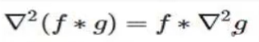 ∇²(f * g) = f * ∇²g